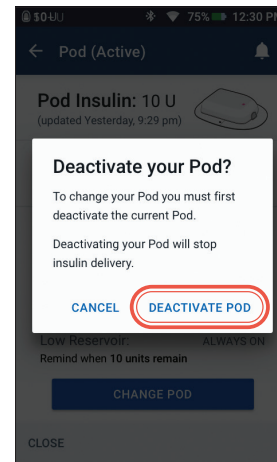 75% 12:30 PM
Pod (Active)
Pod Insulin: 10 U
(updated Yesterday, 9:29 pm)
Deactivate your Pod?
To change your Pod you must first
deactivate the current Pod.
Deactivating your Pod will stop
insulin delivery.
CANCEL DEACTIVATE POD
Low Reservoir: ALWAYS ON
Remind when 10 units remain
CHANGE POD
CLOSE